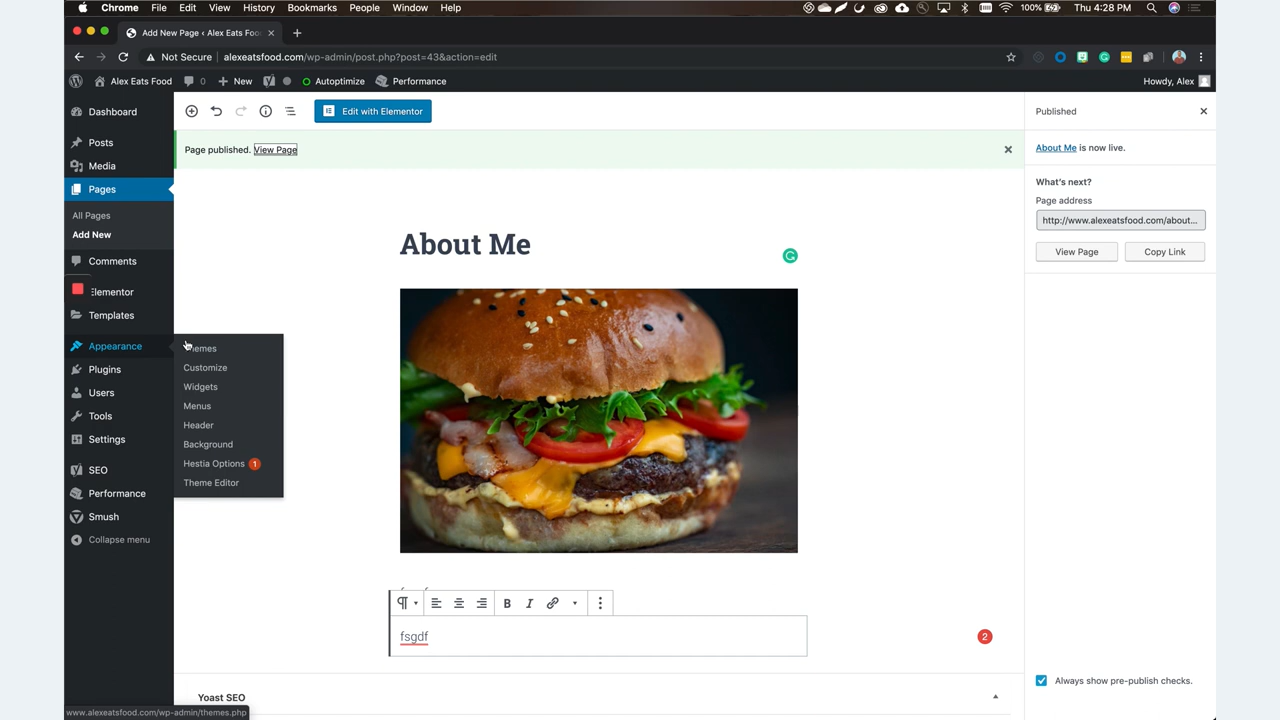 Chrome File Edit View History Bookmarks People Window Help 100% Thu 4:28 PM
Add New Page ‹ Alex Eats Foo
Not Secure alexeatsfood.com/wp-admin/post.php?post=43&action=edit
Alex Eats Food 0 New Autoptimize Performance Howdy, Alex
Dashboard
Posts
Media
Pages
All Pages
Add New
Comments
Elementor
Templates
Appearance
Plugins
Users
Tools
Settings
SEO
Performance
Smush
Collapse menu
Customize
Widgets
Menus
Header
Background
Hestia Options 1
Theme Editor
Edit with Elementor
Page published. View Page
About Me
fsgdf
2
Yoast SEO
Published
About Me is now live.
What's next?
Page address
http://www.alexeatsfood.com/about...
View Page Copy Link
Always show pre-publish checks.
www.alexeatsfood.com/wp-admin/themes.php